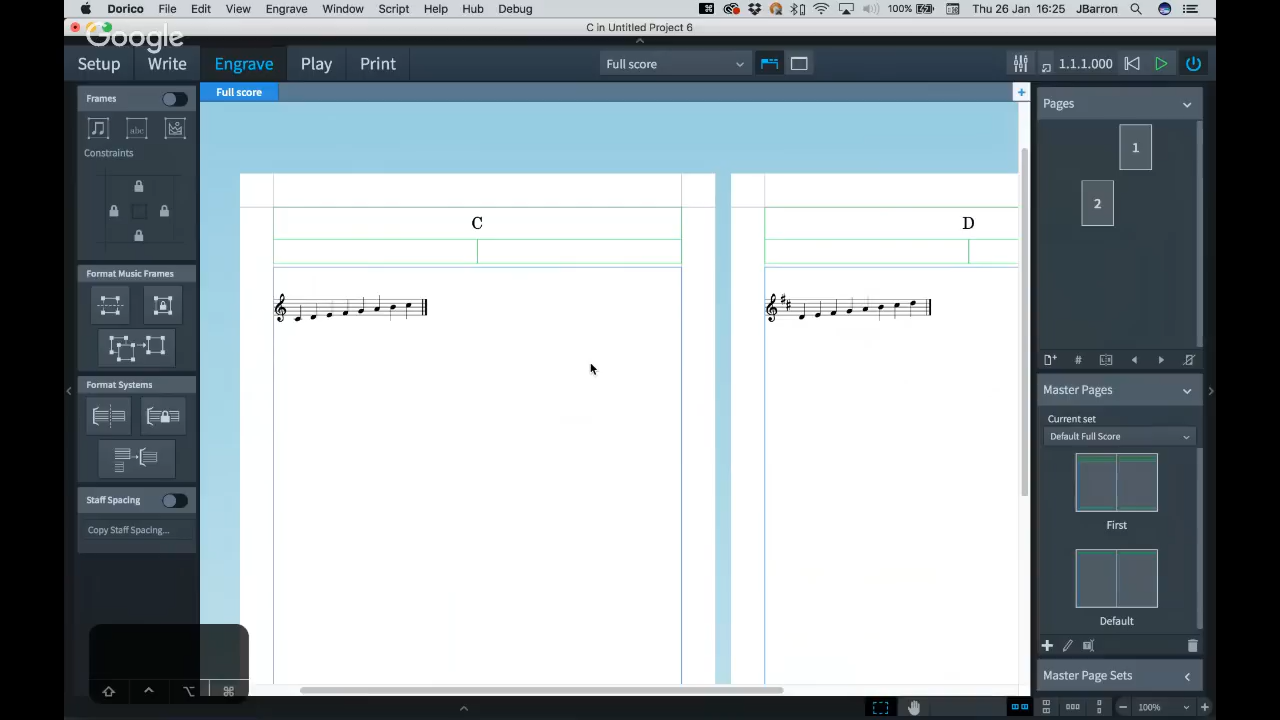 Dorico File Edit View Engrave Window Script Help Hub Debug 100% Thu 26 Jan 16:25 JBarron
C in Untitled Project 6
Google
Setup Write Engrave Play Print Full score 1.1.1.000
Frames
abc
Constraints
Format Music Frames
Format Systems
Staff Spacing
Copy Staff Spacing...
Full score
C
D
Pages
1
2
#
Master Pages
Current set
Default Full Score
First
Default
Master Page Sets
100%